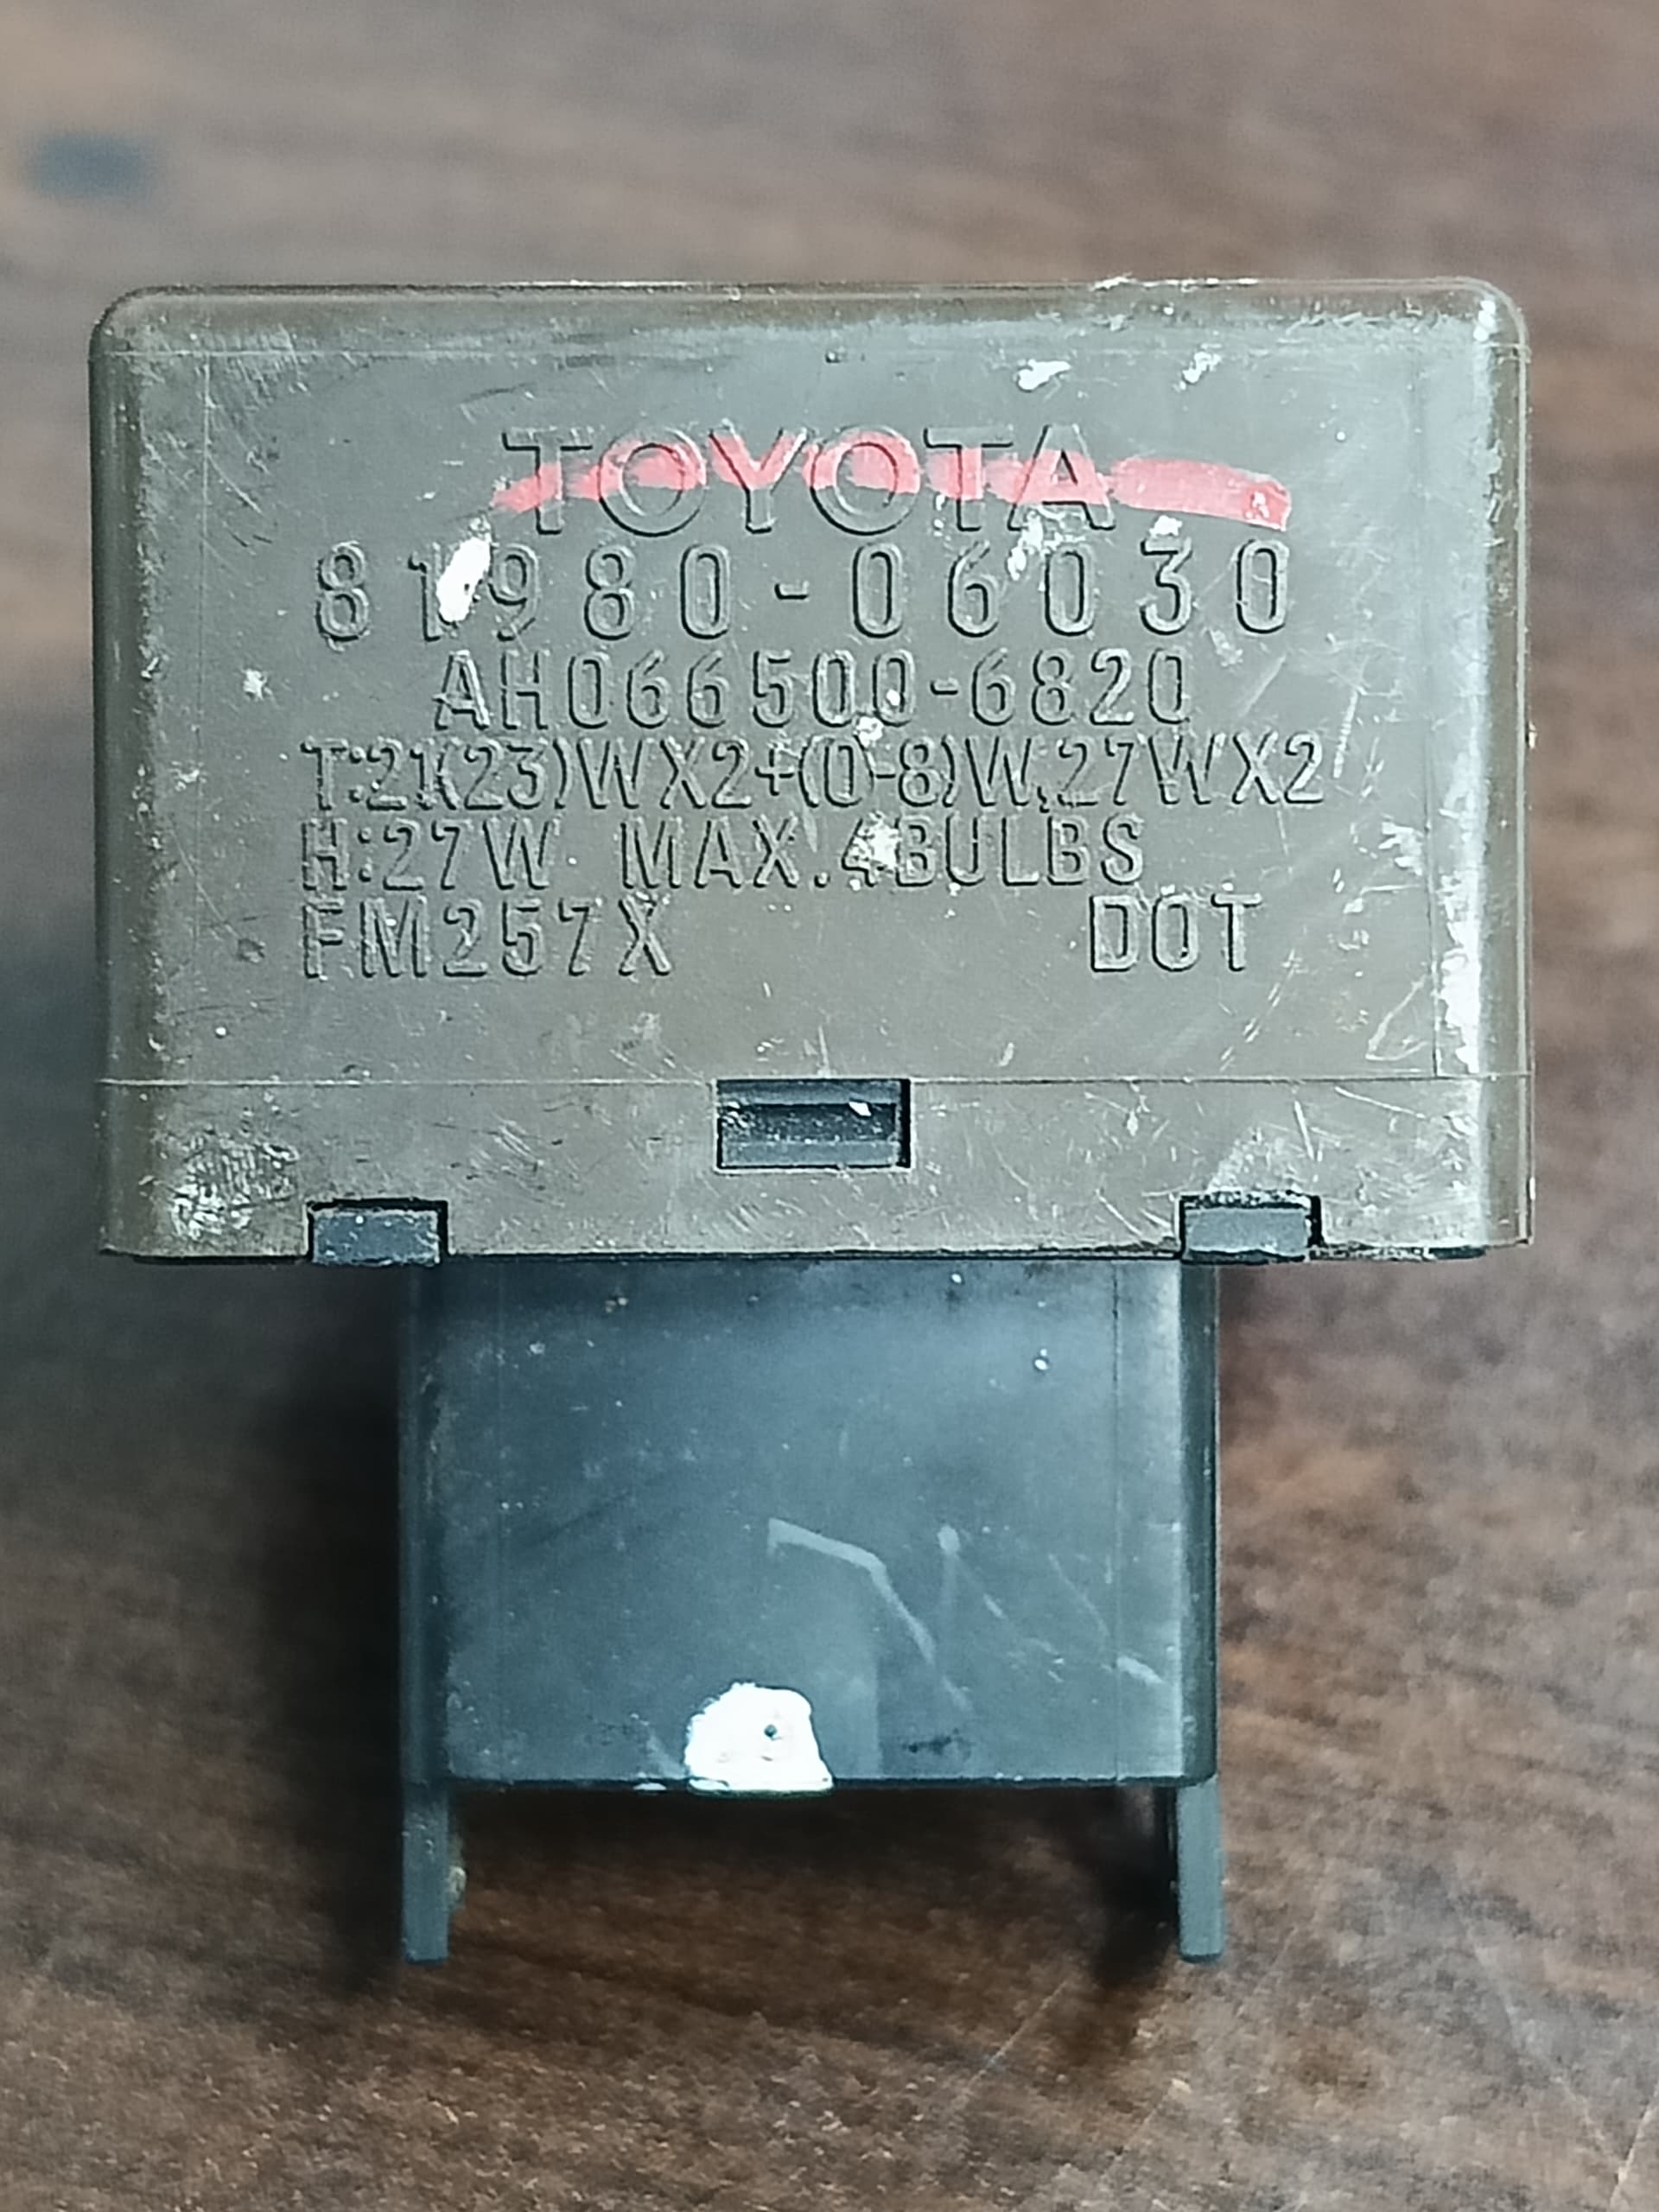 TOYOTA
81980-06030
AH066500-6820
T:21(23)WX2+(0-8)W,27WX2
H:27W MAX.4BULBS
FM257X DOT